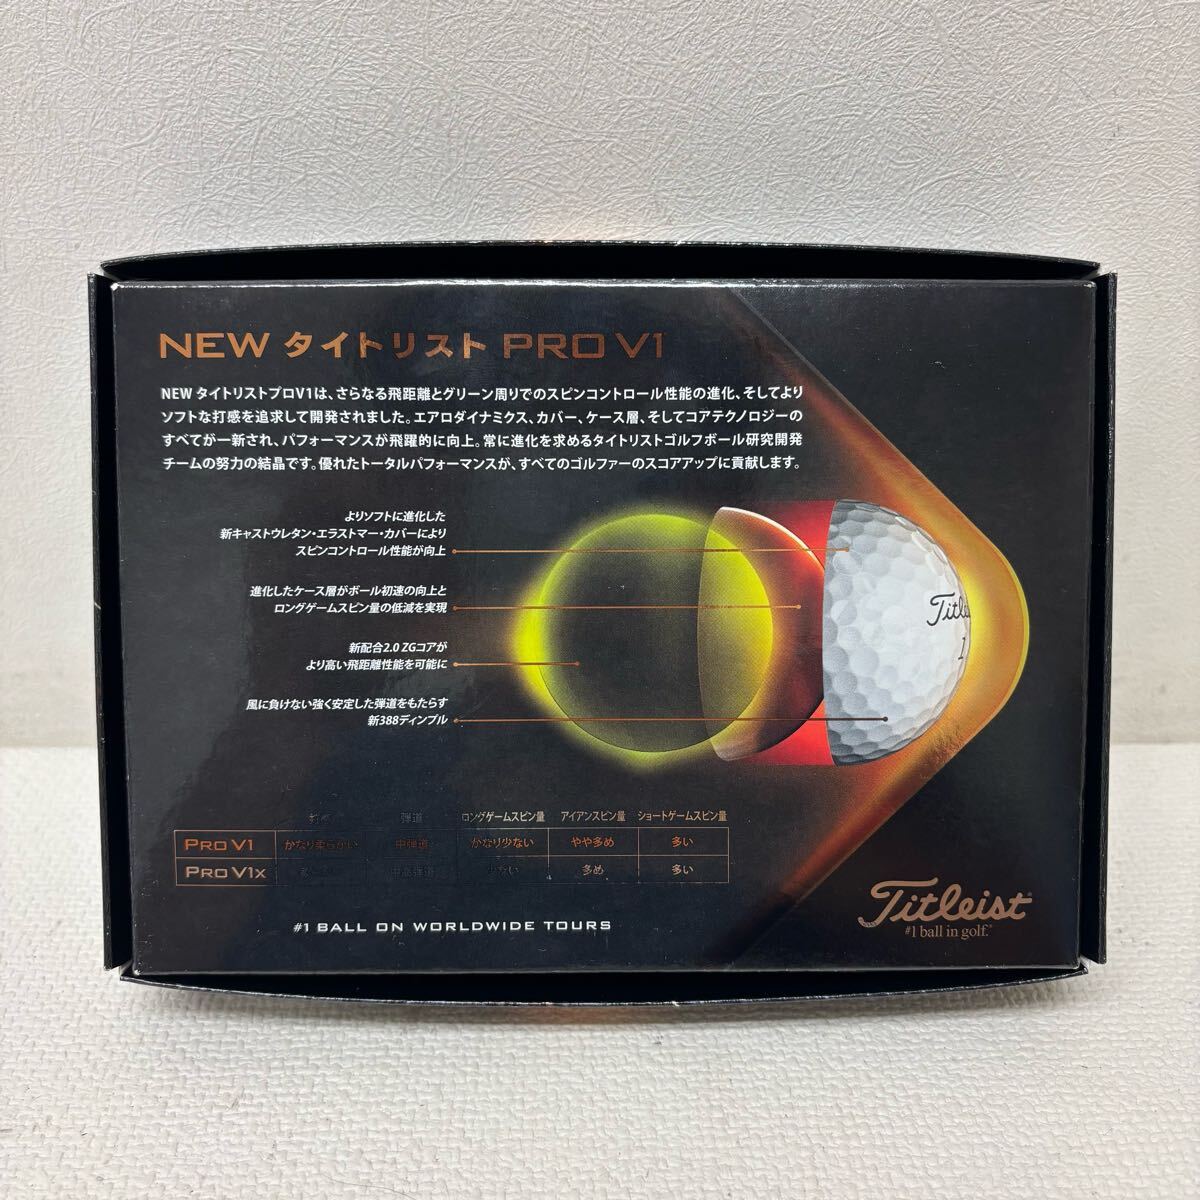 NEW タイトリスト PRO V1
NEW タイトリストプロV1は、さらなる飛距離とグリーン周りでのスピンコントロール性能の進化、そしてより
ソフトな打感を追求して開発されました。エアロダイナミクス、カバー、ケース層、そしてコアテクノロジーの
すべてが一新され、パフォーマンスが飛躍的に向上。常に進化を求めるタイトリストゴルフボール研究開発
チームの努力の結晶です。優れたトータルパフォーマンスが、すべてのゴルファーのスコアアップに貢献します。
よりソフトに進化した
新キャストウレタン・エラストマー・カバーにより
スピンコントロール性能が向上
進化したケース層がボール初速の向上と
ロングゲームスピン量の低減を実現
新配合2.0 ZGコアが
より高い飛距離性能を可能に
風に負けない強く安定した弾道をもたらす
新388ディンプル
Titleis
1
弾道 ロングゲームスピン量 アイアンスピン量 ショートゲームスピン量
PRO V1 かなり柔らかい 中弾道 かなり少ない やや多め 多い
PRO V1x 中高弾道 少ない 多め 多い
#1 BALL ON WORLDWIDE TOURS
Titleist®
#1 ball in golf.®